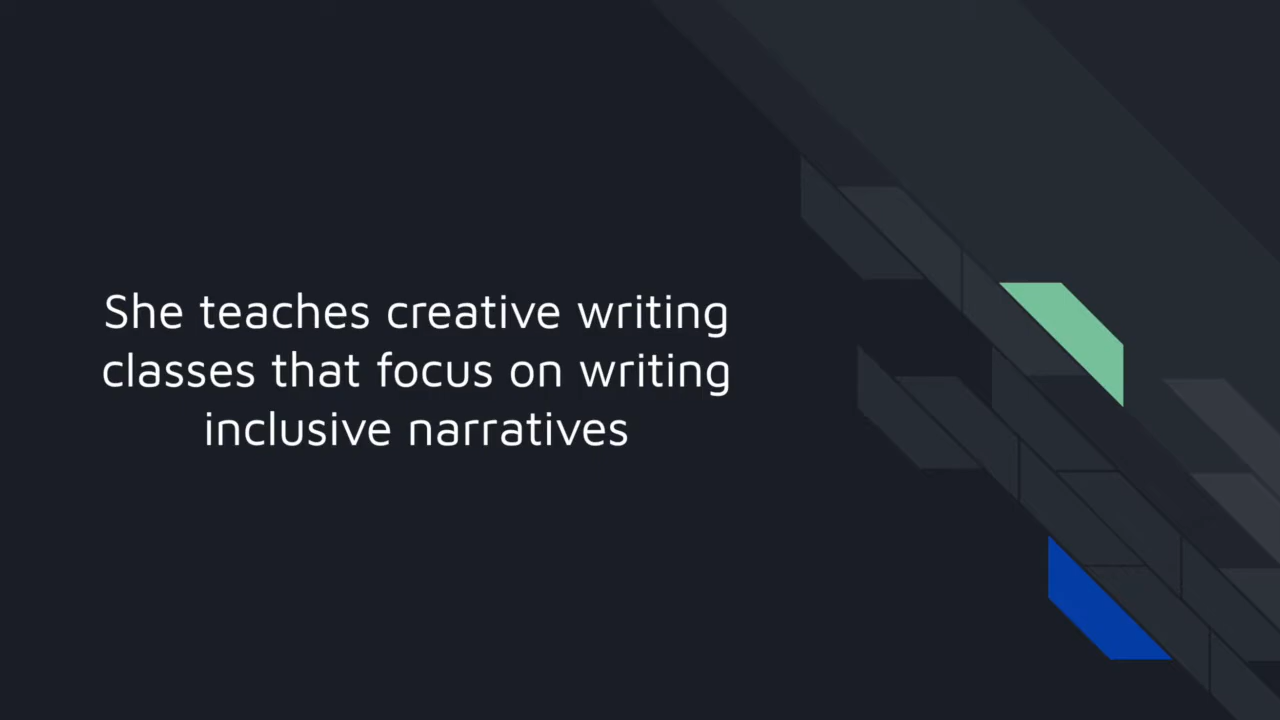 She teaches creative writing
classes that focus on writing
inclusive narratives